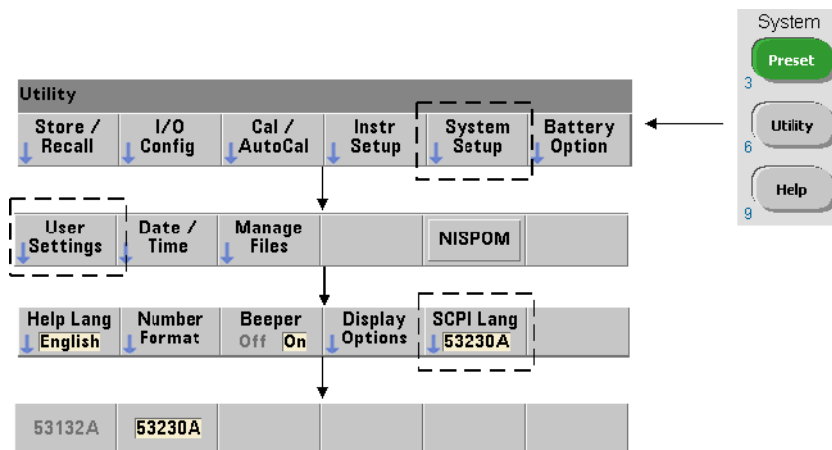 System
Preset
3
Utility
6
Help
9
Utility
Store / Recall
I/O Config
Cal / AutoCal
Instr Setup
System Setup
Battery Option
User Settings
Date / Time
Manage Files
NISPOM
Help Lang
English
Number Format
Beeper
Off On
Display Options
SCPI Lang
53230A
53132A
53230A